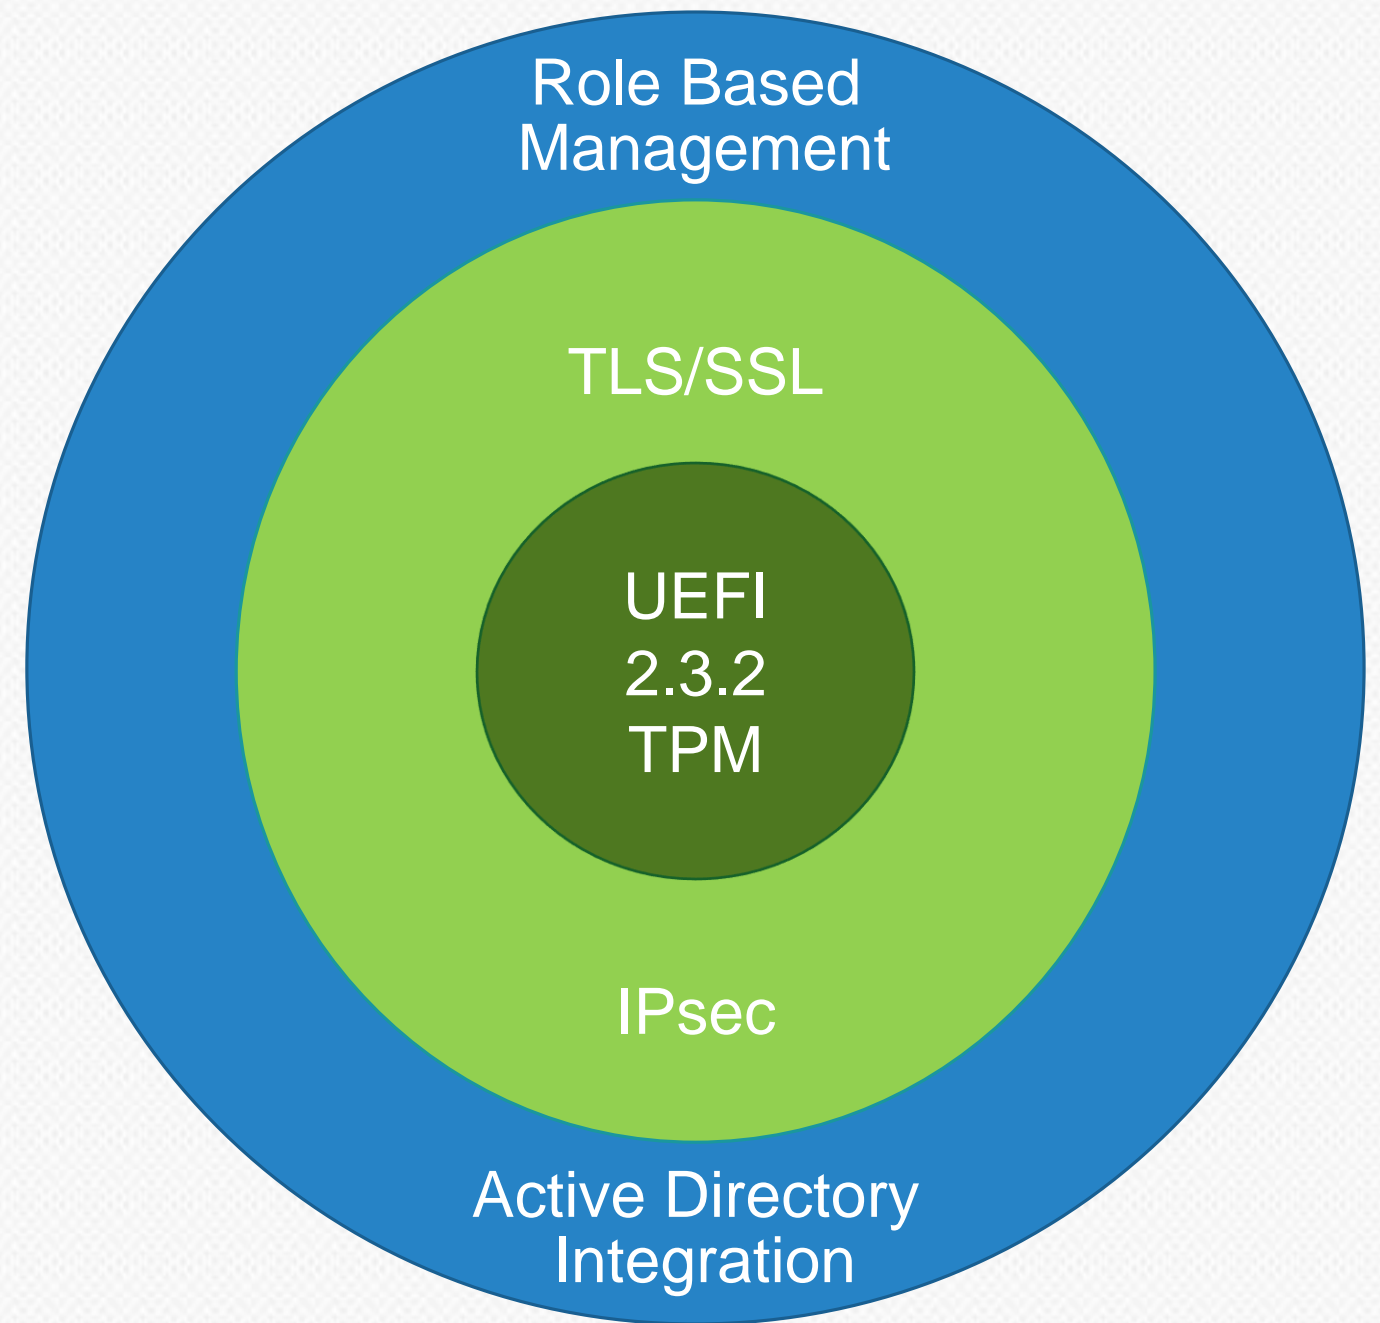 Role Based
Management
TLS/SSL
UEFI
2.3.2
TPM
IPsec
Active Directory
Integration